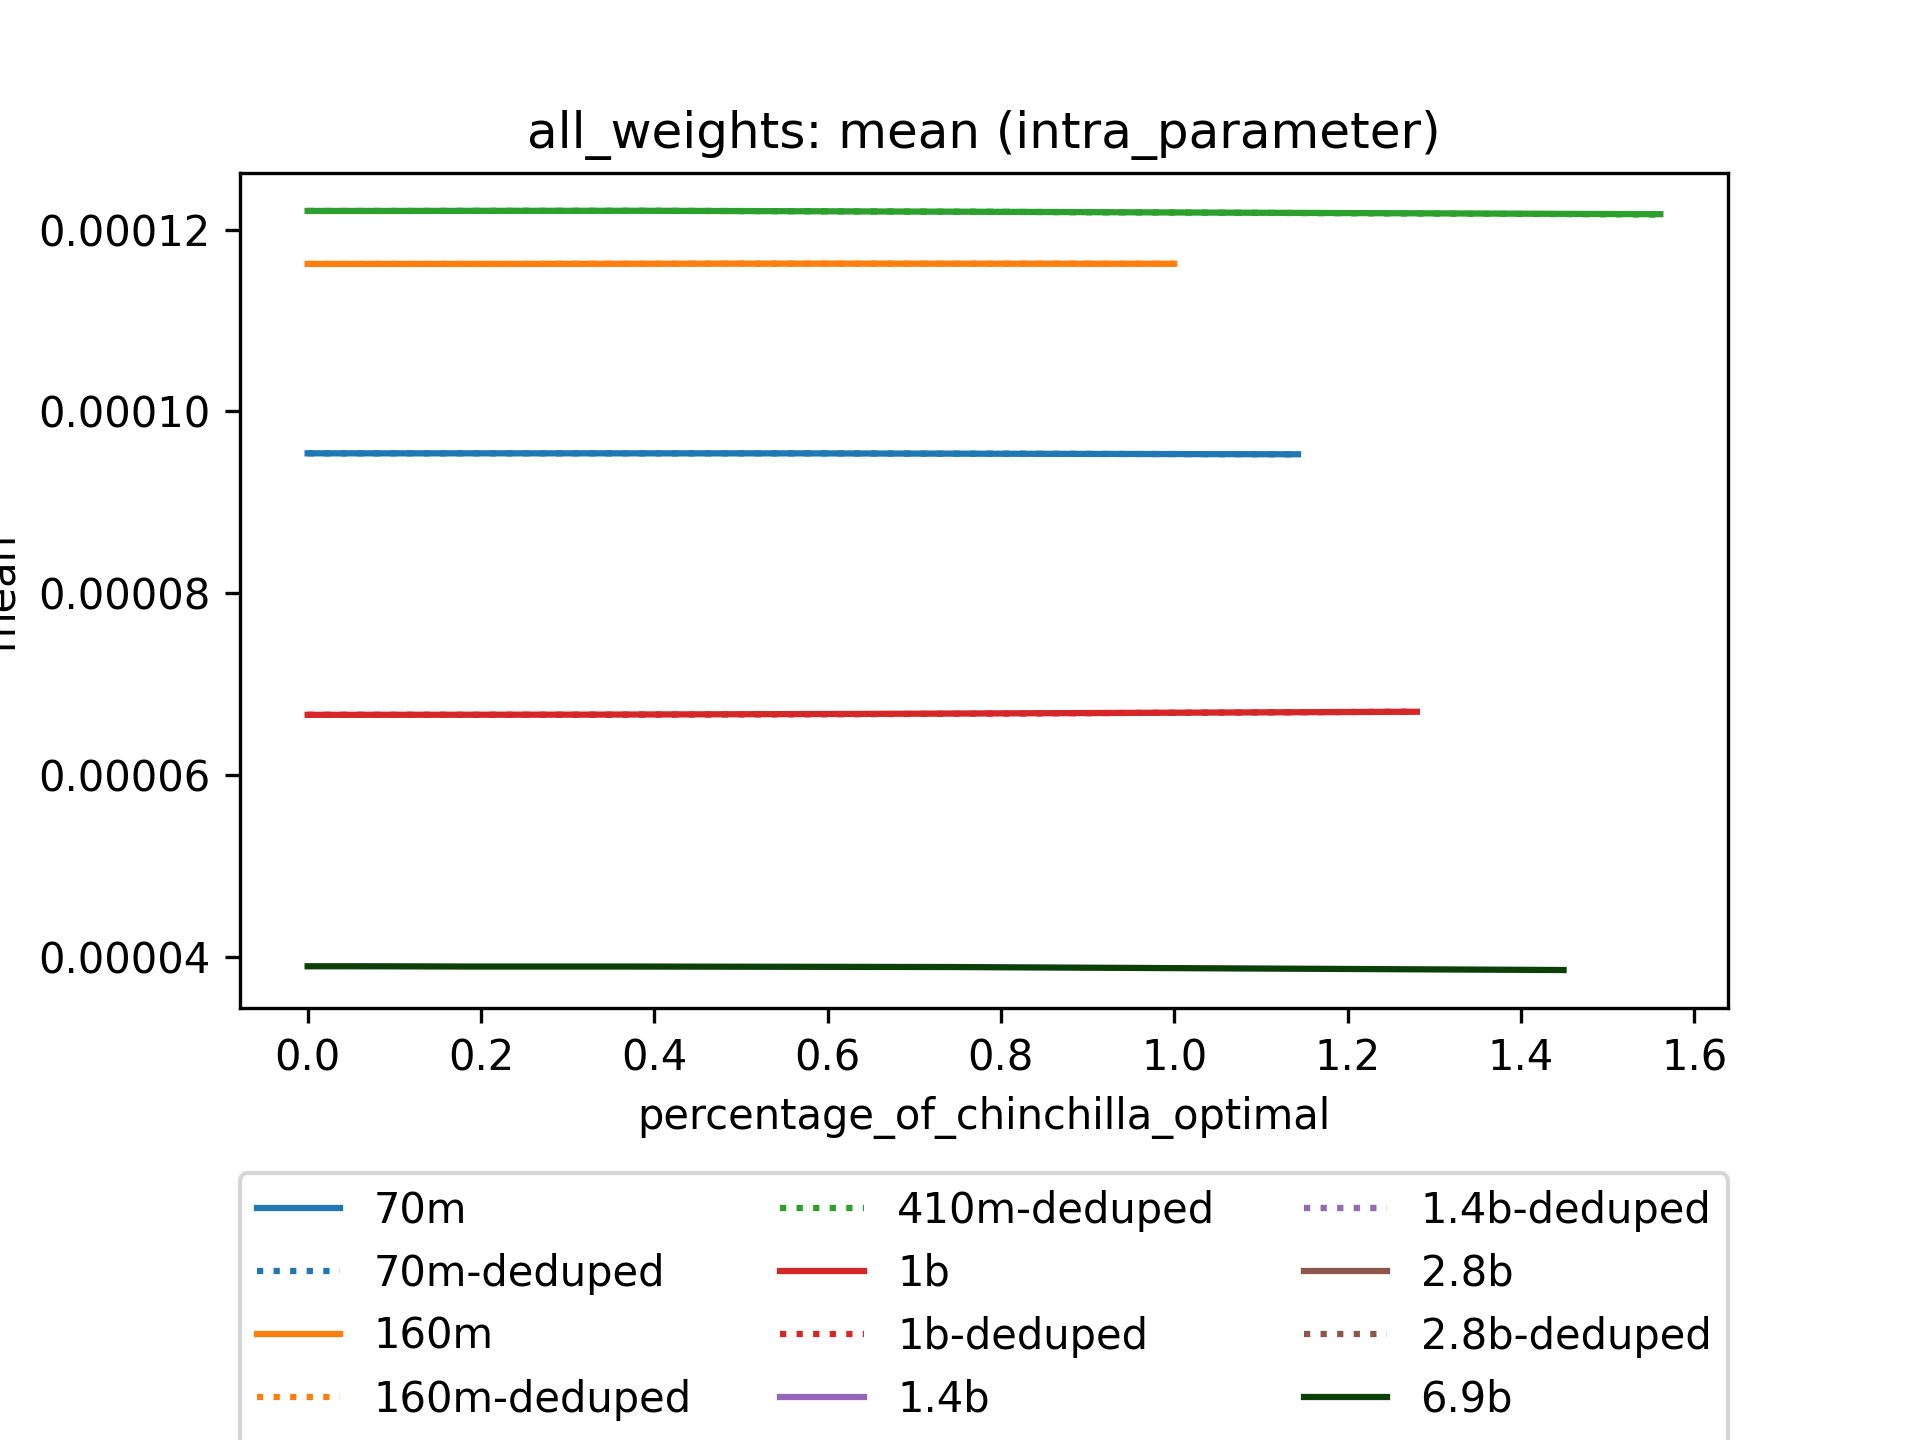 all_weights: mean (intra_parameter)
0.00012
0.00010
0.00008
0.00006
0.00004
mean
0.0 0.2 0.4 0.6 0.8 1.0 1.2 1.4 1.6
percentage_of_chinchilla_optimal
70m
70m-deduped
160m
160m-deduped
410m-deduped
1b
1b-deduped
1.4b
1.4b-deduped
2.8b
2.8b-deduped
6.9b